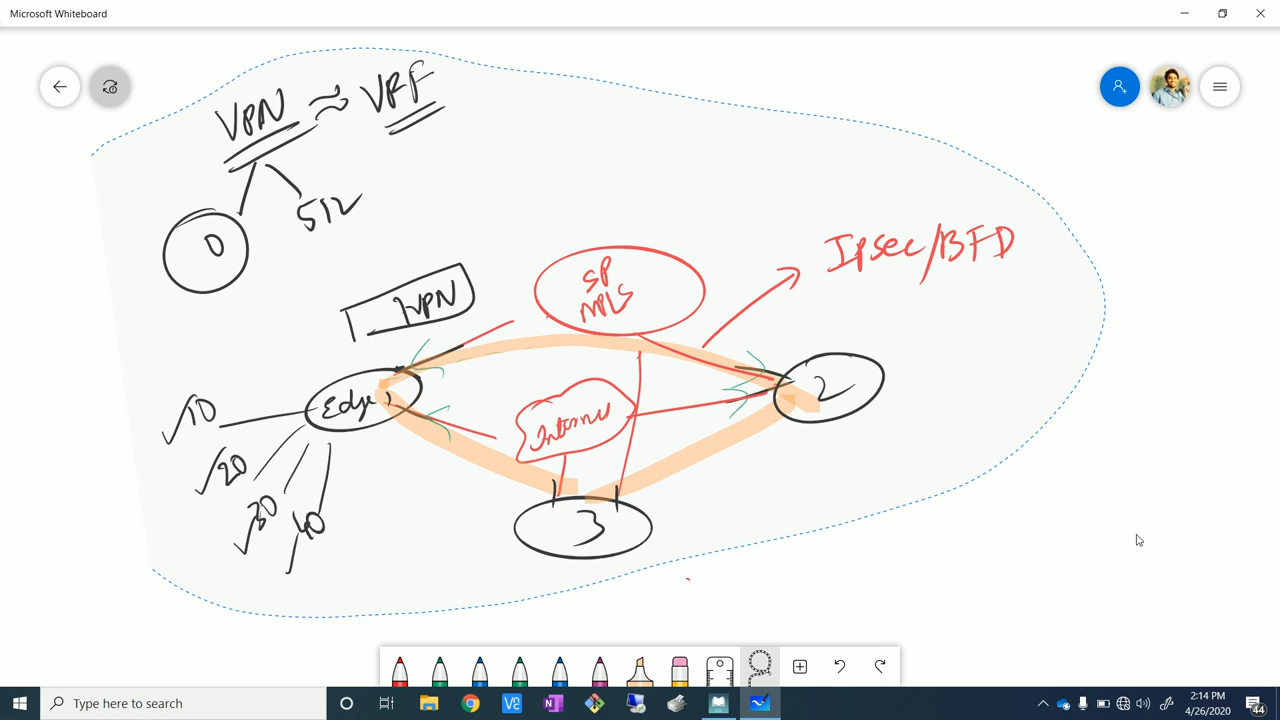 Microsoft Whiteboard
VPN ≈ VRF
0
512
VPN
SP
MPLS
Ipsec/BFD
Edge 1
2
Internet
10
20
30
40
3
Type here to search
2:14 PM
4/26/2020
44